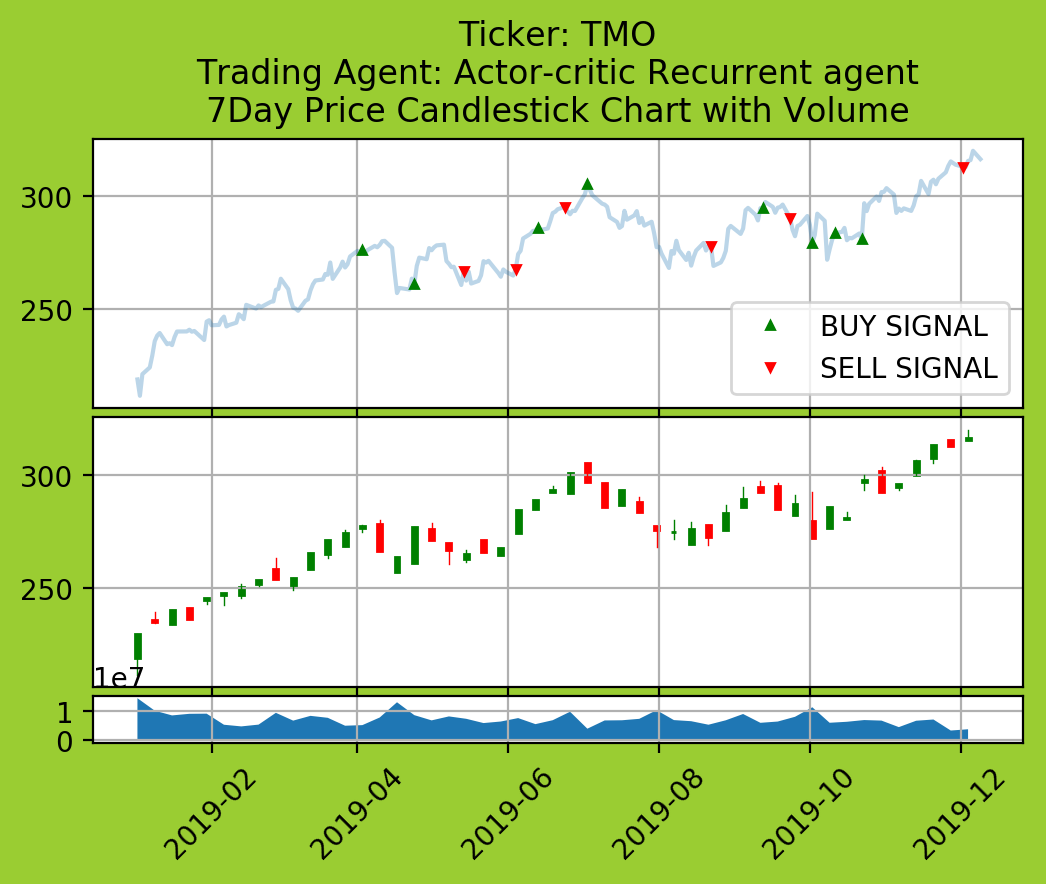 Ticker: TMO
Trading Agent: Actor-critic Recurrent agent
7Day Price Candlestick Chart with Volume
300
250
BUY SIGNAL
SELL SIGNAL
300
250
1e7
1
0
2019-02
2019-04
2019-06
2019-08
2019-10
2019-12